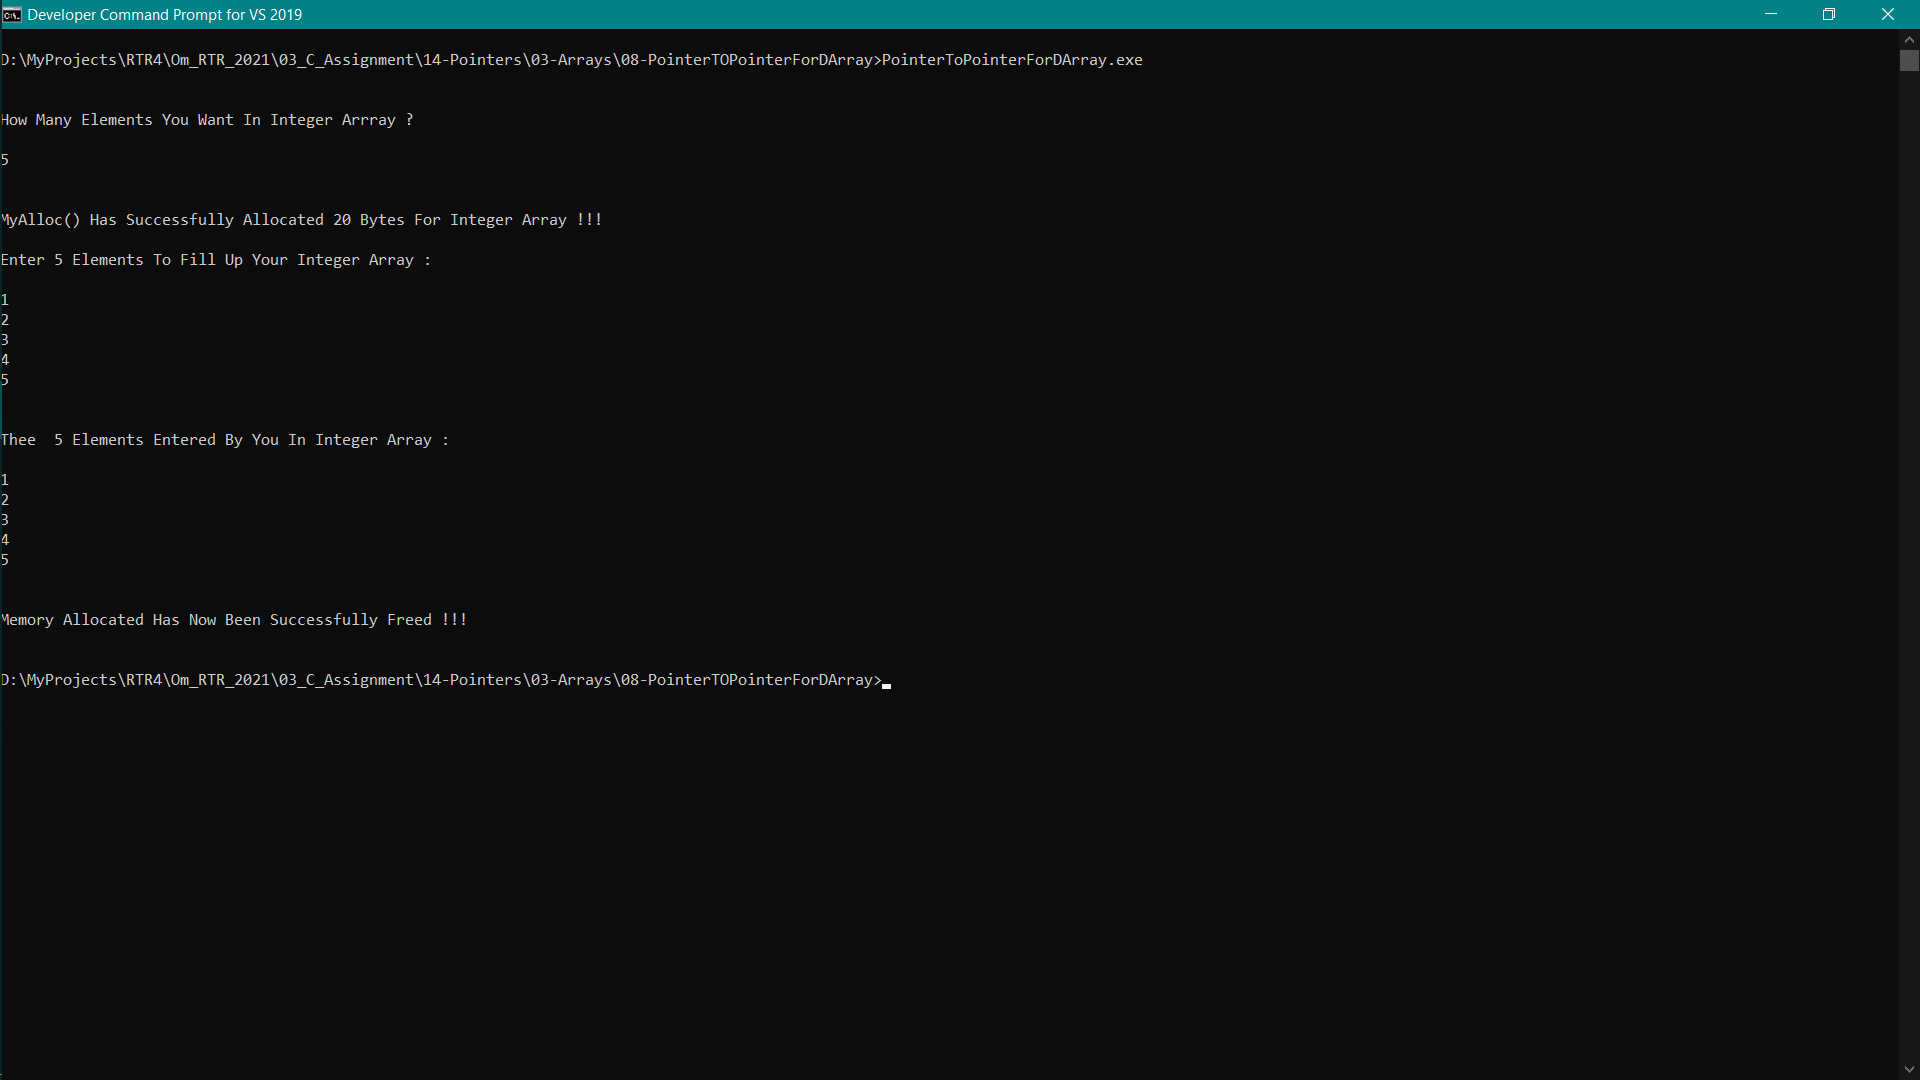 Developer Command Prompt for VS 2019
D:\MyProjects\RTR4\Om_RTR_2021\03_C_Assignment\14-Pointers\03-Arrays\08-PointerTOPointerForDArray>PointerToPointerForDArray.exe
How Many Elements You Want In Integer Arrray ?
5
MyAlloc() Has Successfully Allocated 20 Bytes For Integer Array !!!
Enter 5 Elements To Fill Up Your Integer Array :
1
2
3
4
5
Thee  5 Elements Entered By You In Integer Array :
1
2
3
4
5
Memory Allocated Has Now Been Successfully Freed !!!
D:\MyProjects\RTR4\Om_RTR_2021\03_C_Assignment\14-Pointers\03-Arrays\08-PointerTOPointerForDArray>